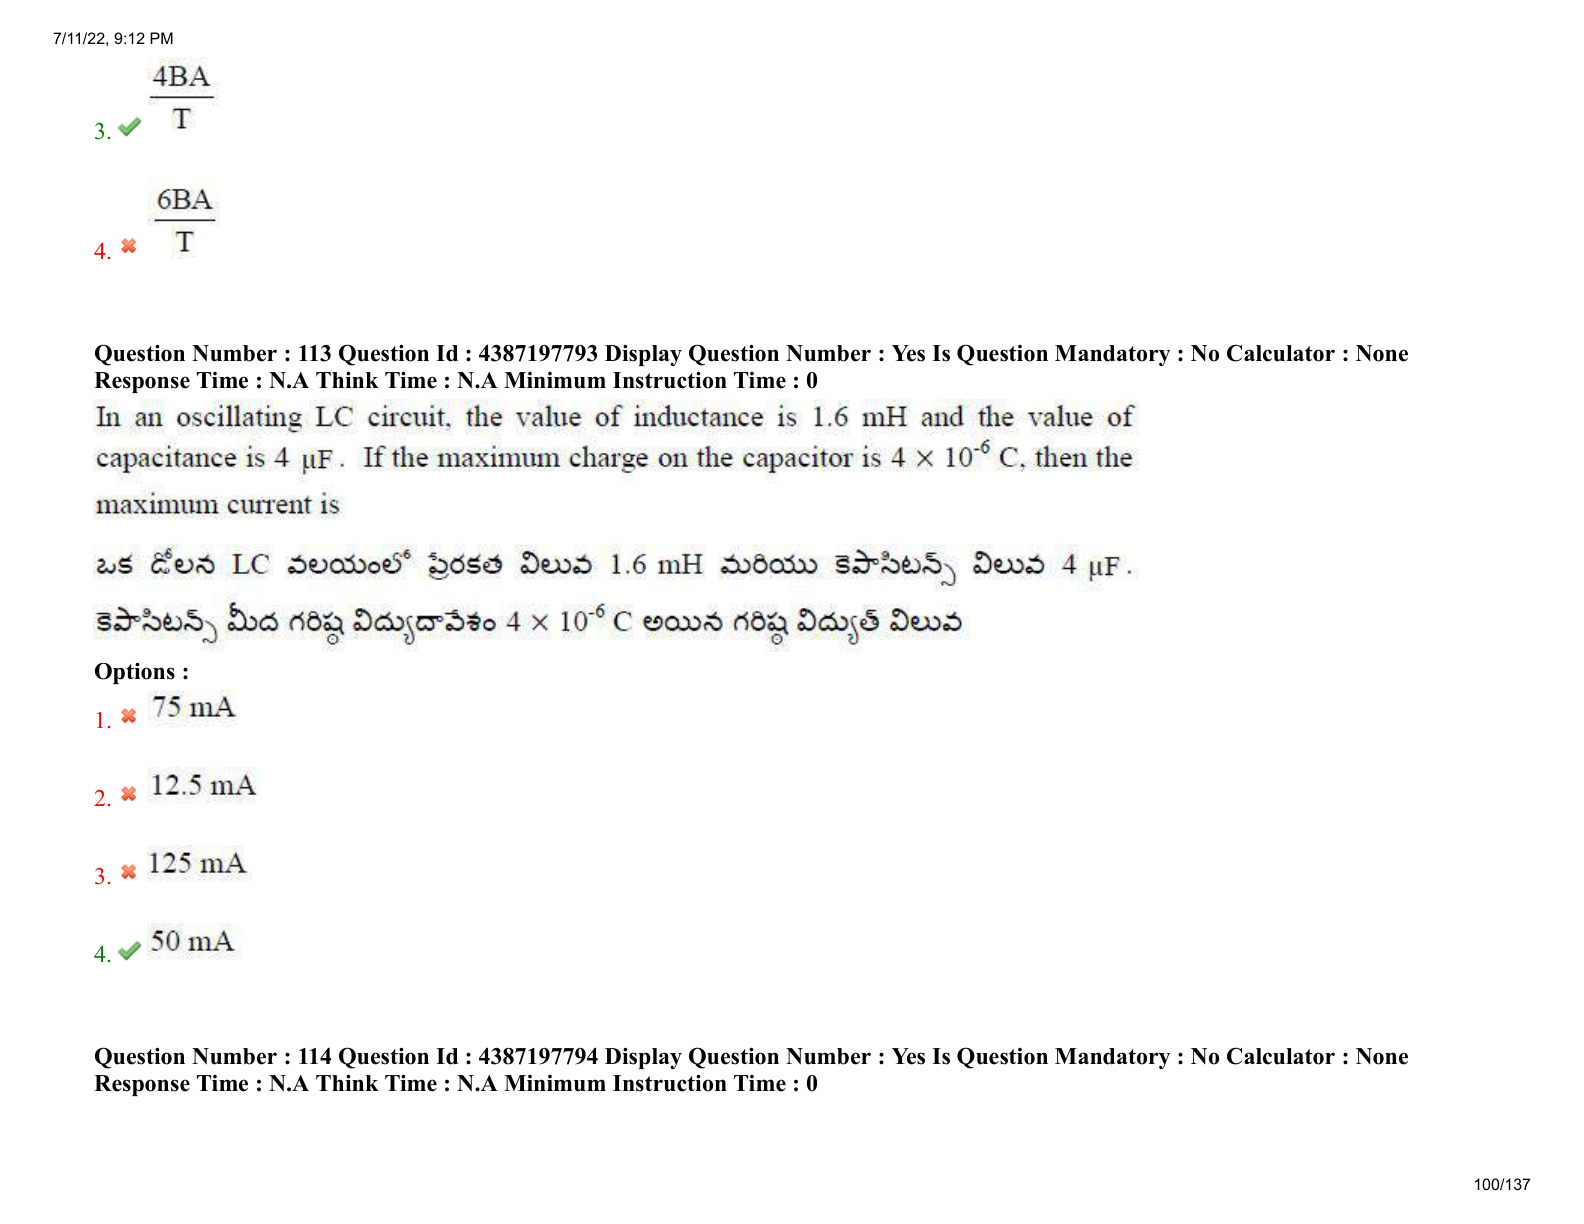 7/11/22, 9:12 PM
4BA
T
3.
6BA
T
4.
Question Number : 113 Question Id : 4387197793 Display Question Number : Yes Is Question Mandatory : No Calculator : None
Response Time : N.A Think Time : N.A Minimum Instruction Time : 0
In an oscillating LC circuit, the value of inductance is 1.6 mH and the value of
capacitance is 4 μF. If the maximum charge on the capacitor is 4 × 10⁻⁶ C, then the
maximum current is
ఒక డోలన LC వలయంలో ప్రేరకత విలువ 1.6 mH మరియు కెపాసిటన్స్ విలువ 4 μF.
కెపాసిటన్స్ మీద గరిష్ఠ విద్యుదావేశం 4 × 10⁻⁶ C అయిన గరిష్ఠ విద్యుత్ విలువ
Options :
1. 75 mA
2. 12.5 mA
3. 125 mA
4. 50 mA
Question Number : 114 Question Id : 4387197794 Display Question Number : Yes Is Question Mandatory : No Calculator : None
Response Time : N.A Think Time : N.A Minimum Instruction Time : 0
100/137